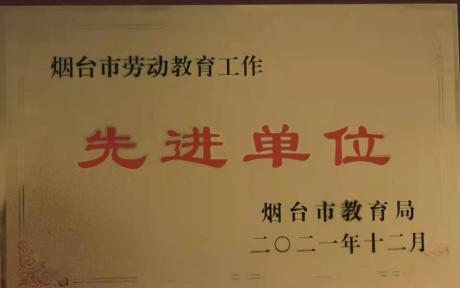 烟台市劳动教育工作
先进单位
烟台市教育局
二〇二一年十二月